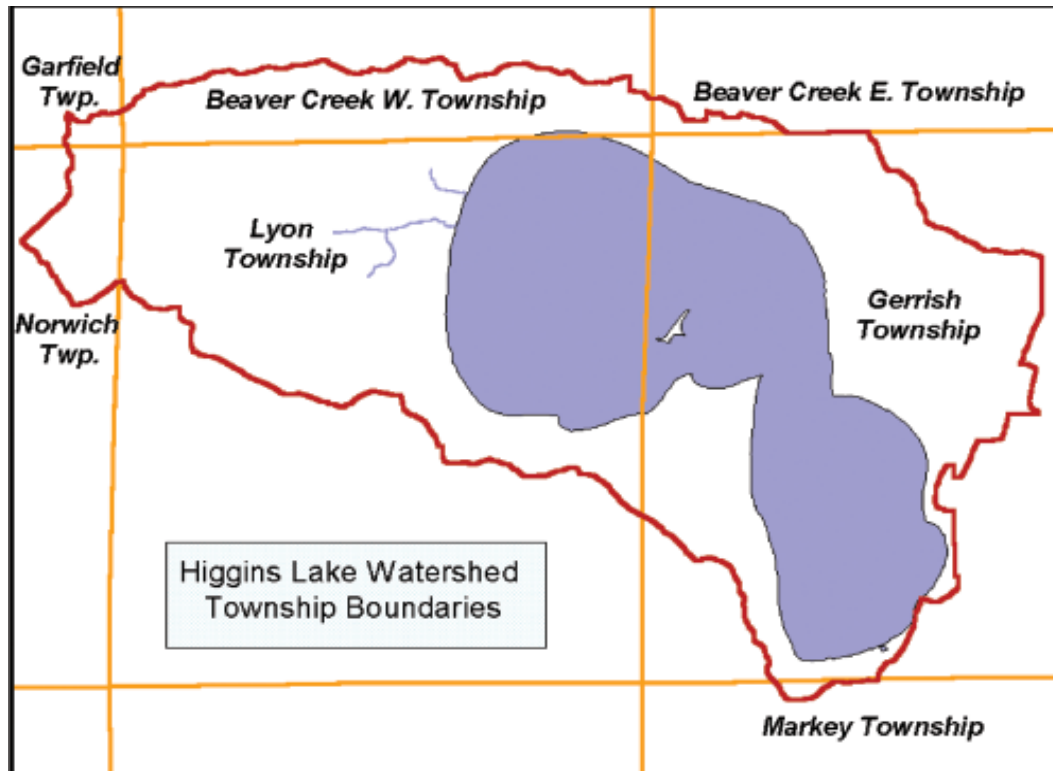 Garfield
Twp.
Beaver Creek W. Township
Beaver Creek E. Township
Lyon
Township
Gerrish
Township
Norwich
Twp.
Higgins Lake Watershed
Township Boundaries
Markey Township